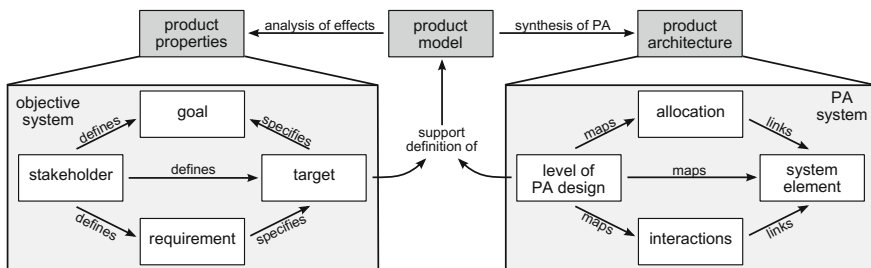 product
properties
analysis of effects
product
model
synthesis of PA
product
architecture
objective
system
goal
defines
specifies
stakeholder
defines
target
defines
requirement
specifies
support
definition of
PA
system
allocation
maps
links
level of
PA design
maps
system
element
maps
interactions
links